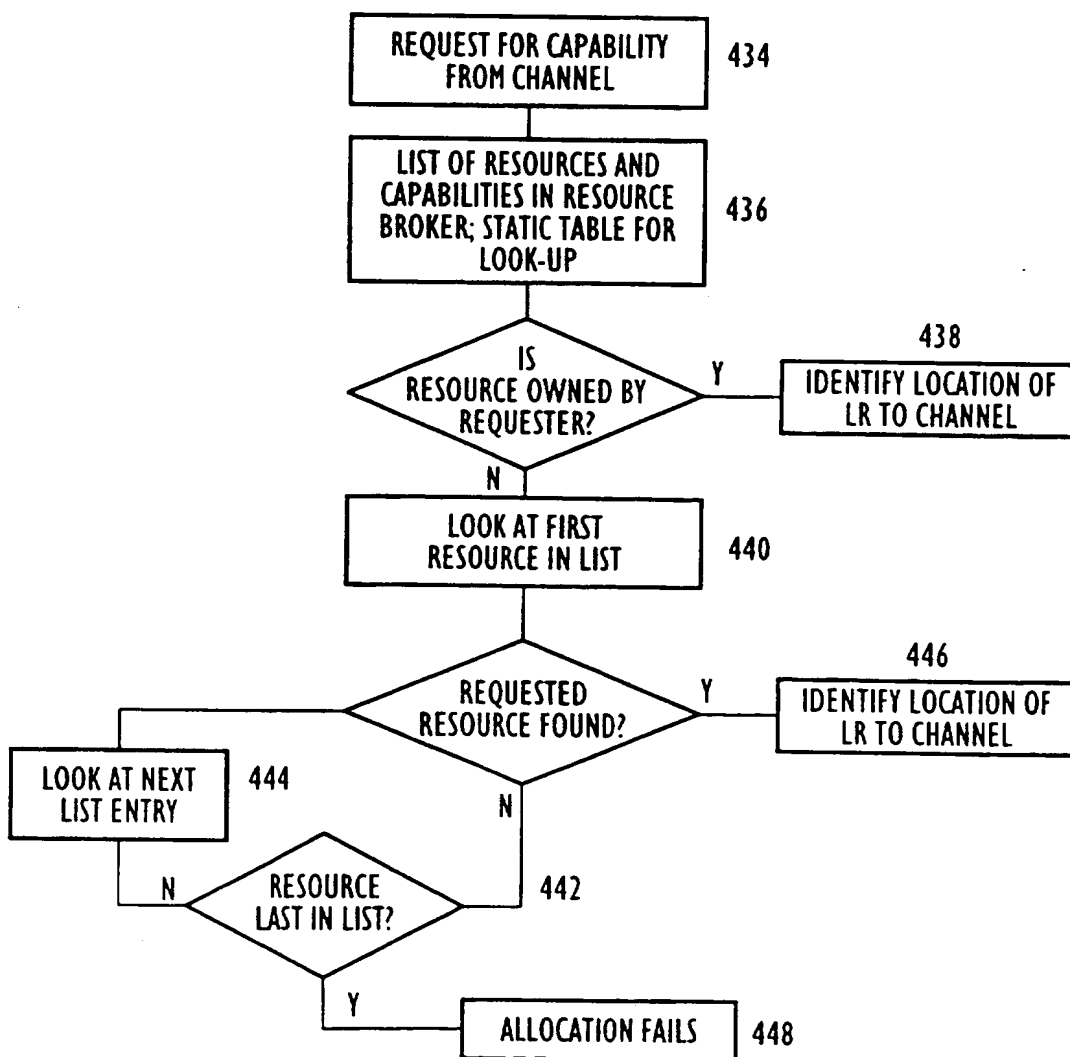 REQUEST FOR CAPABILITY
FROM CHANNEL
434
LIST OF RESOURCES AND
CAPABILITIES IN RESOURCE
BROKER; STATIC TABLE FOR
LOOK-UP
436
IS
RESOURCE OWNED BY
REQUESTER?
Y
438
IDENTIFY LOCATION OF
LR TO CHANNEL
N
LOOK AT FIRST
RESOURCE IN LIST
440
REQUESTED
RESOURCE FOUND?
Y
446
IDENTIFY LOCATION OF
LR TO CHANNEL
N
LOOK AT NEXT
LIST ENTRY
444
N
RESOURCE
LAST IN LIST?
442
Y
ALLOCATION FAILS
448